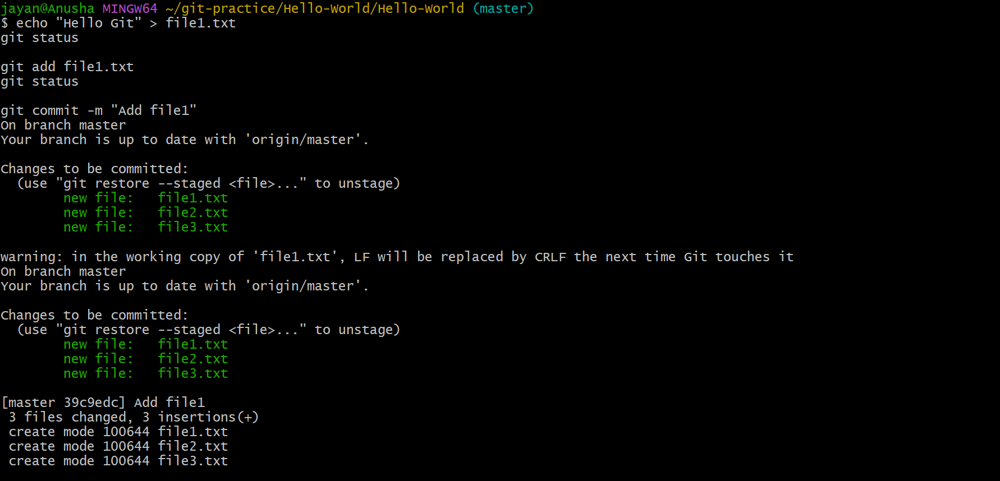 jayan@Anusha MINGW64 ~/git-practice/Hello-World/Hello-World (master)
$ echo "Hello Git" > file1.txt
git status

git add file1.txt
git status

git commit -m "Add file1"
On branch master
Your branch is up to date with 'origin/master'.

Changes to be committed:
  (use "git restore --staged <file>..." to unstage)
        new file:   file1.txt
        new file:   file2.txt
        new file:   file3.txt

warning: in the working copy of 'file1.txt', LF will be replaced by CRLF the next time Git touches it
On branch master
Your branch is up to date with 'origin/master'.

Changes to be committed:
  (use "git restore --staged <file>..." to unstage)
        new file:   file1.txt
        new file:   file2.txt
        new file:   file3.txt

[master 39c9edc] Add file1
 3 files changed, 3 insertions(+)
 create mode 100644 file1.txt
 create mode 100644 file2.txt
 create mode 100644 file3.txt